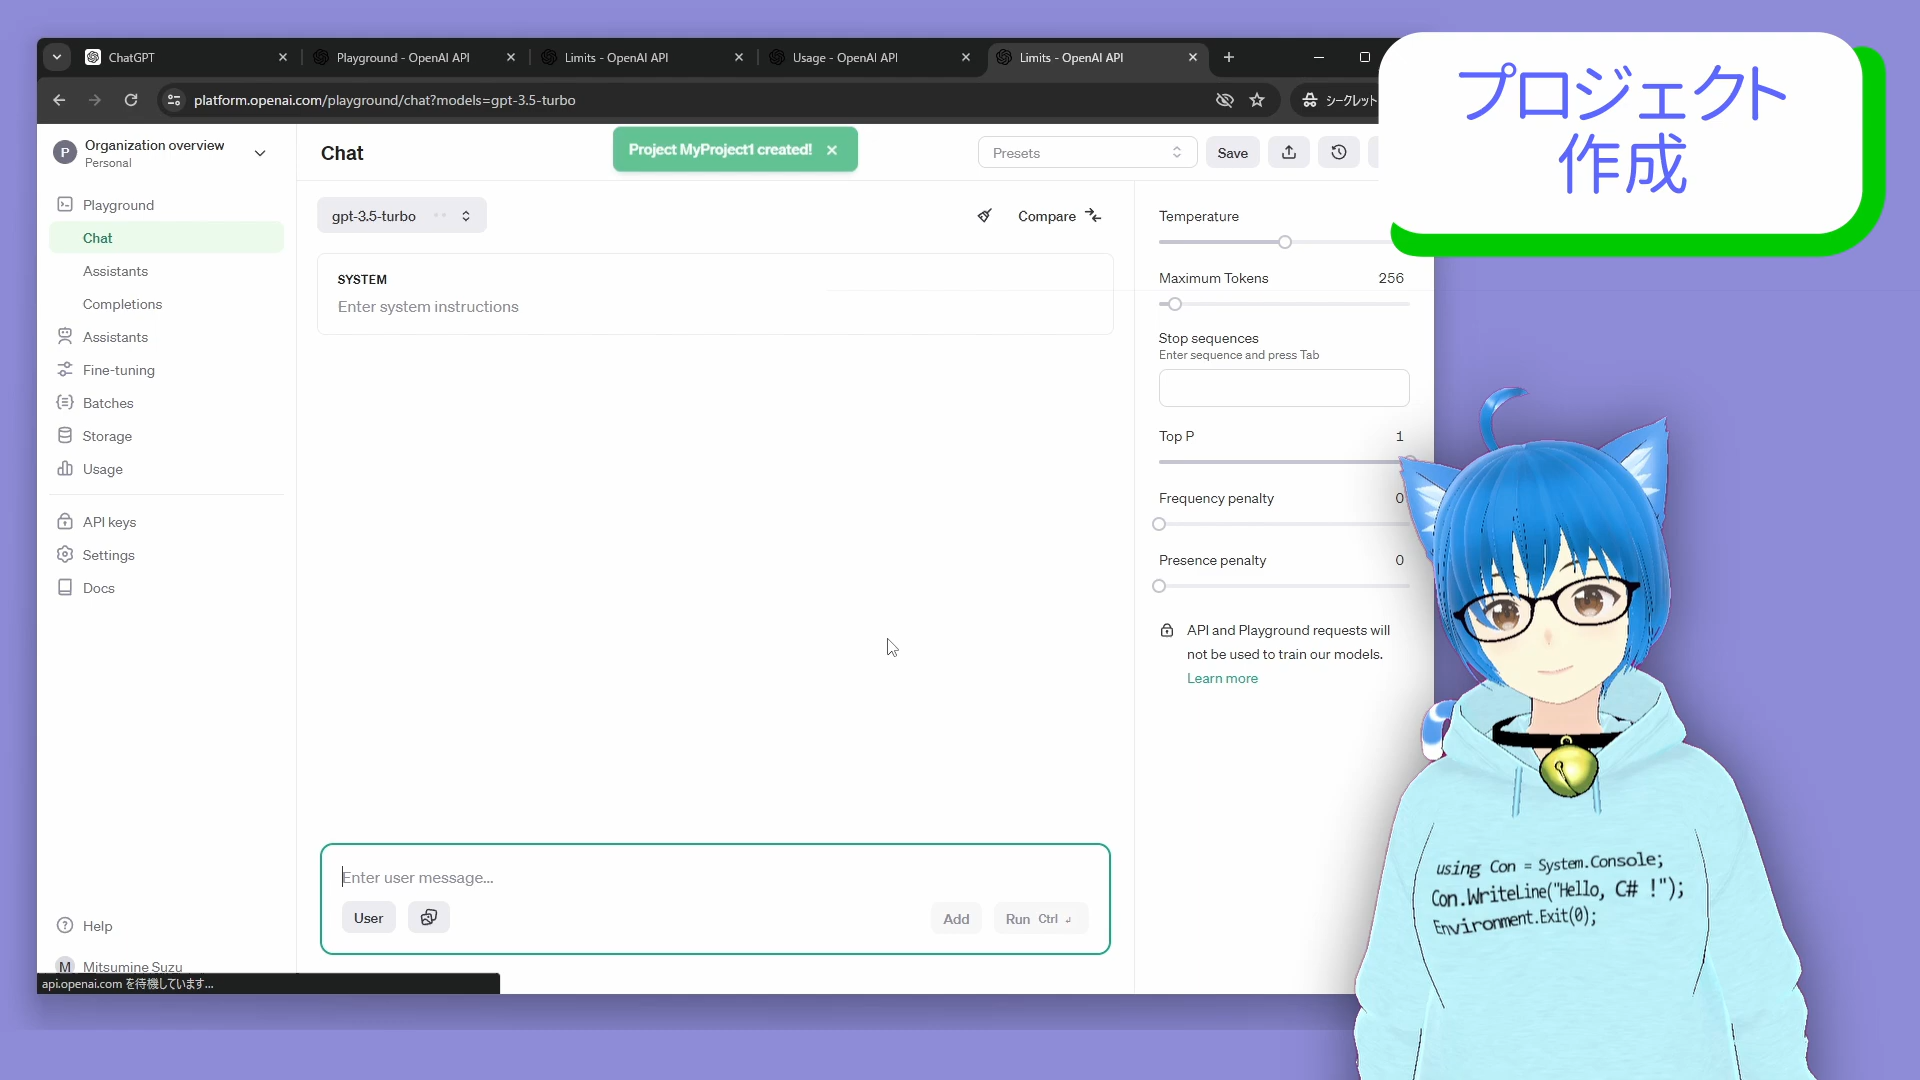 ChatGPT
Playground - OpenAI API
Limits - OpenAI API
Usage - OpenAI API
Limits - OpenAI API
platform.openai.com/playground/chat?models=gpt-3.5-turbo
シークレット
プロジェクト
作成
P
Organization overview
Personal
Chat
Project MyProject1 created!
Presets
Save
Playground
Chat
Assistants
Completions
Assistants
Fine-tuning
Batches
Storage
Usage
API keys
Settings
Docs
Help
M
Mitsumine Suzu
api.openai.com を待機しています...
gpt-3.5-turbo
Compare
SYSTEM
Enter system instructions
Enter user message...
User
Add
Run Ctrl ↲
Temperature
Maximum Tokens 256
Stop sequences
Enter sequence and press Tab
Top P 1
Frequency penalty 0
Presence penalty 0
API and Playground requests will
not be used to train our models.
Learn more
using Con = System.Console;
Con.WriteLine("Hello, C# !");
Environment.Exit(0);